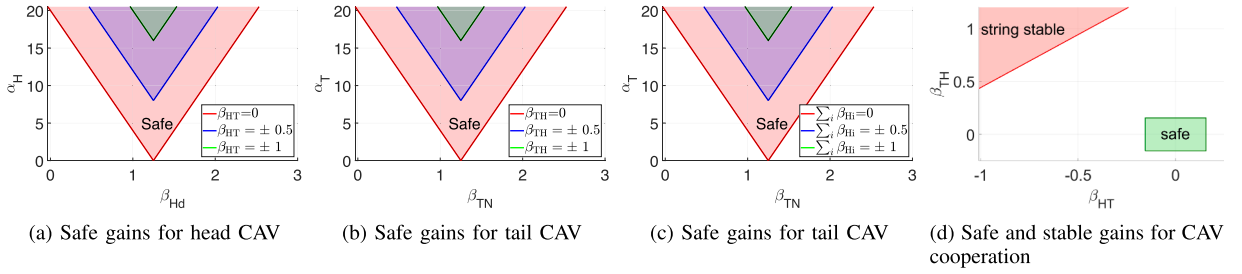 20
15
10
5
0
α_H
Safe
β_HT=0
β_HT = ± 0.5
β_HT = ± 1
0 1 2 3
β_Hd
(a) Safe gains for head CAV
20
15
10
5
0
α_T
Safe
β_TH=0
β_TH = ± 0.5
β_TH = ± 1
0 1 2 3
β_TN
(b) Safe gains for tail CAV
20
15
10
5
0
α_T
Safe
∑_i β_Hi=0
∑_i β_Hi = ± 0.5
∑_i β_Hi = ± 1
0 1 2 3
β_TN
(c) Safe gains for tail CAV
1
0.5
0
β_TH
string stable
safe
-1 -0.5 0
β_HT
(d) Safe and stable gains for CAV
cooperation